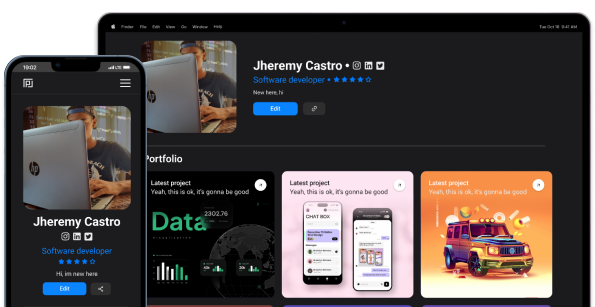 Finder File Edit View Go Window Help
Tue Oct 18 9:41 AM
Jheremy Castro •
Software developer •
New here, hi
Edit
Portfolio
Latest project
Yeah, this is ok, it's gonna be good
Data
2302,76
Latest project
Yeah, this is ok, it's gonna be good
CHAT BOX
Latest project
Yeah, this is ok, it's gonna be good
19:02
LTE
hp
Jheremy Castro
Software developer
Hi, im new here
Edit